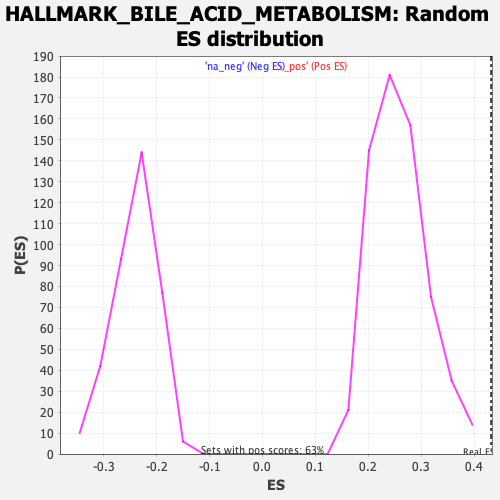 HALLMARK_BILE_ACID_METABOLISM: Random
ES distribution
'na_neg' (Neg ES)_pos' (Pos ES)
190
180
170
160
150
140
130
120
110
100
90
80
70
60
50
40
30
20
10
0
P(ES)
Sets with pos scores: 63%
Real E
-0.3 -0.2 -0.1 0.0 0.1 0.2 0.3 0.4
ES